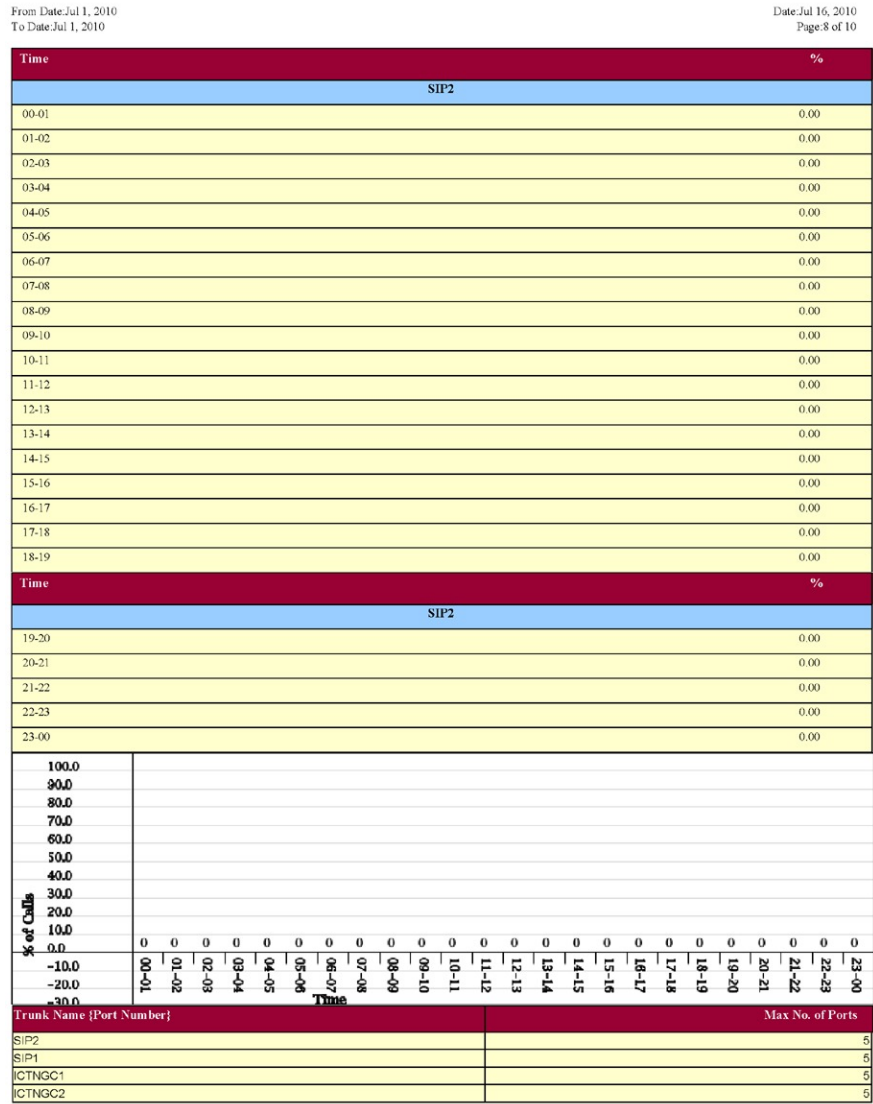 From Date:Jul 1, 2010 Date:Jul 16, 2010
To Date:Jul 1, 2010 Page:8 of 10
Time %
SIP2
00-01 0.00
01-02 0.00
02-03 0.00
03-04 0.00
04-05 0.00
05-06 0.00
06-07 0.00
07-08 0.00
08-09 0.00
09-10 0.00
10-11 0.00
11-12 0.00
12-13 0.00
13-14 0.00
14-15 0.00
15-16 0.00
16-17 0.00
17-18 0.00
18-19 0.00
Time %
SIP2
19-20 0.00
20-21 0.00
21-22 0.00
22-23 0.00
23-00 0.00
% of Calls
100.0
90.0
80.0
70.0
60.0
50.0
40.0
30.0
20.0
10.0
0.0
-10.0
-20.0
-30.0
0 0 0 0 0 0 0 0 0 0 0 0 0 0 0 0 0 0 0 0 0 0 0 0
00-01 01-02 02-03 03-04 04-05 05-06 06-07 07-08 08-09 09-10 10-11 11-12 12-13 13-14 14-15 15-16 16-17 17-18 18-19 19-20 20-21 21-22 22-23 23-00
Time
Trunk Name {Port Number} Max No. of Ports
SIP2 5
SIP1 5
ICTNGC1 5
ICTNGC2 5